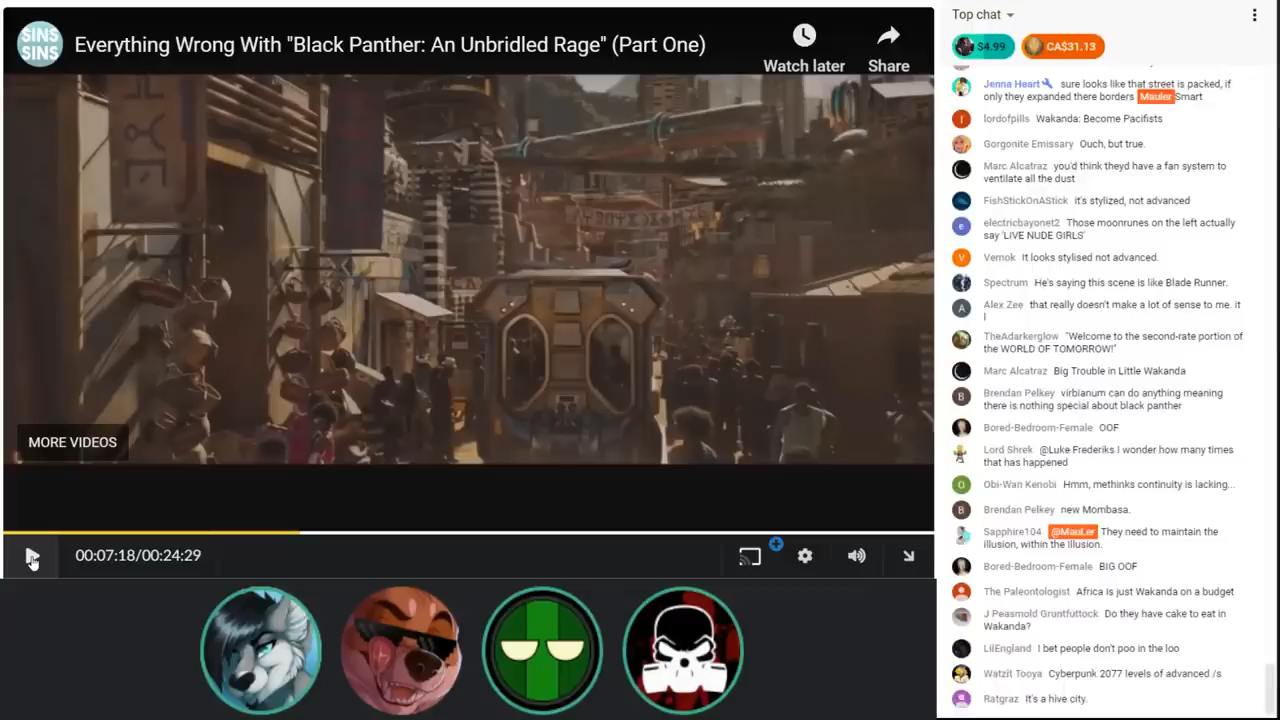 SINS
SINS
Everything Wrong With "Black Panther: An Unbridled Rage" (Part One)
Watch later
Share
MORE VIDEOS
00:07:18/00:24:29
Top chat
$4.99
CA$31.13
Jenna Heart sure looks like that street is packed, if
only they expanded there borders Mauler Smart
lordofpills Wakanda: Become Pacifists
Gorgonite Emissary Ouch, but true.
Marc Alcatraz you'd think theyd have a fan system to
ventilate all the dust
FishStickOnAStick it's stylized, not advanced
electricbayonet2 Those moonrunes on the left actually
say 'LIVE NUDE GIRLS'
Vernok It looks stylised not advanced.
Spectrum He's saying this scene is like Blade Runner.
Alex Zee that really doesn't make a lot of sense to me. it
l
TheAdarkerglow "Welcome to the second-rate portion of
the WORLD OF TOMORROW!"
Marc Alcatraz Big Trouble in Little Wakanda
Brendan Pelkey virbianum can do anything meaning
there is nothing special about black panther
Bored-Bedroom-Female OOF
Lord Shrek @Luke Frederiks I wonder how many times
that has happened
Obi-Wan Kenobi Hmm, methinks continuity is lacking...
Brendan Pelkey new Mombasa.
Sapphire104 @MauLer They need to maintain the
illusion, within the Illusion.
Bored-Bedroom-Female BIG OOF
The Paleontologist Africa is just Wakanda on a budget
J Peasmold Gruntfuttock Do they have cake to eat in
Wakanda?
LilEngland I bet people don't poo in the loo
Watzit Tooya Cyberpunk 2077 levels of advanced /s
Ratgraz It's a hive city.